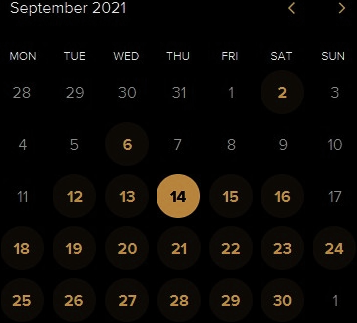 September 2021
MON TUE WED THU FRI SAT SUN
28 29 30 31 1 2 3
4 5 6 7 8 9 10
11 12 13 14 15 16 17
18 19 20 21 22 23 24
25 26 27 28 29 30 1